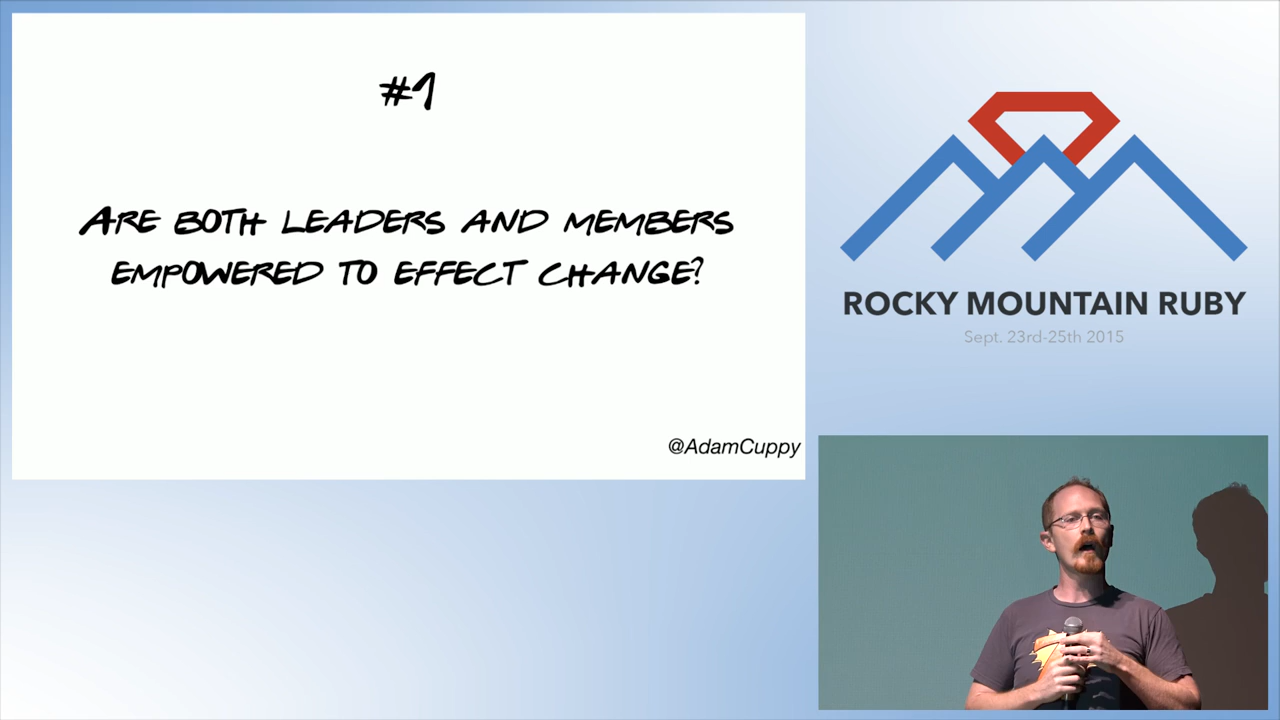 #1
ARE BOTH LEADERS AND MEMBERS
EMPOWERED TO EFFECT CHANGE?
@AdamCuppy
ROCKY MOUNTAIN RUBY
Sept. 23rd-25th 2015